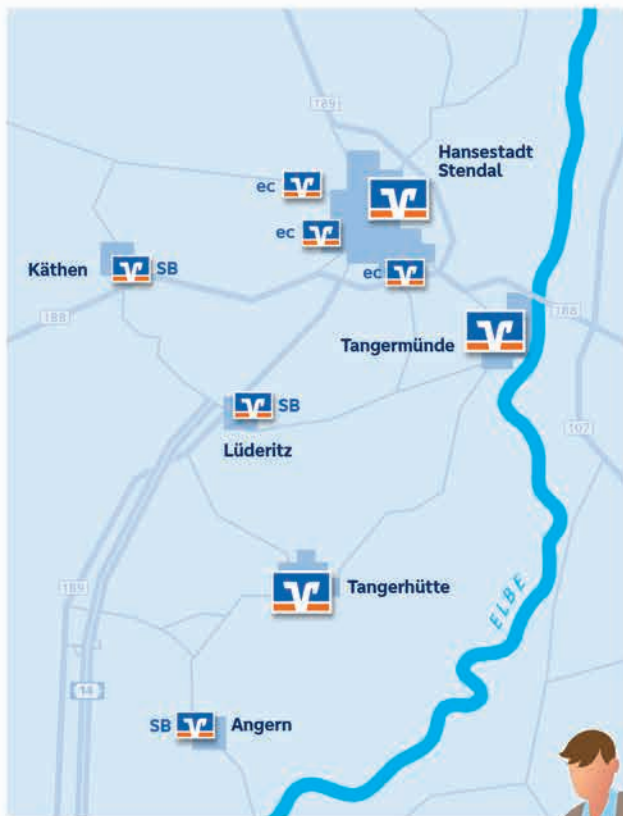 189
Hansestadt
Stendal
ec
ec
ec
Käthen
SB
188
188
Tangermünde
SB
Lüderitz
107
189
Tangerhütte
ELBE
14
SB
Angern